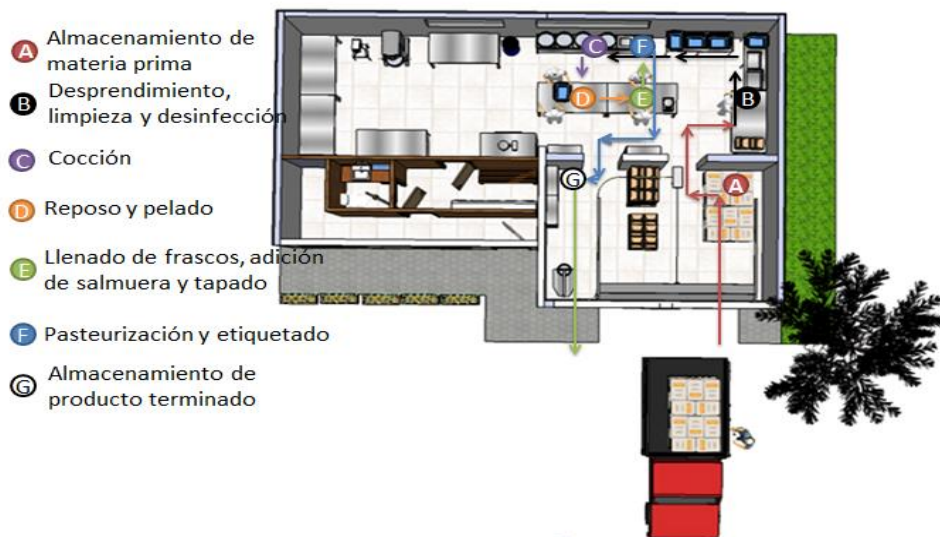 A Almacenamiento de
materia prima
B Desprendimiento,
limpieza y desinfección
C Cocción
D Reposo y pelado
E Llenado de frascos, adición
de salmuera y tapado
F Pasteurización y etiquetado
G Almacenamiento de
producto terminado
C F
D E B
G A